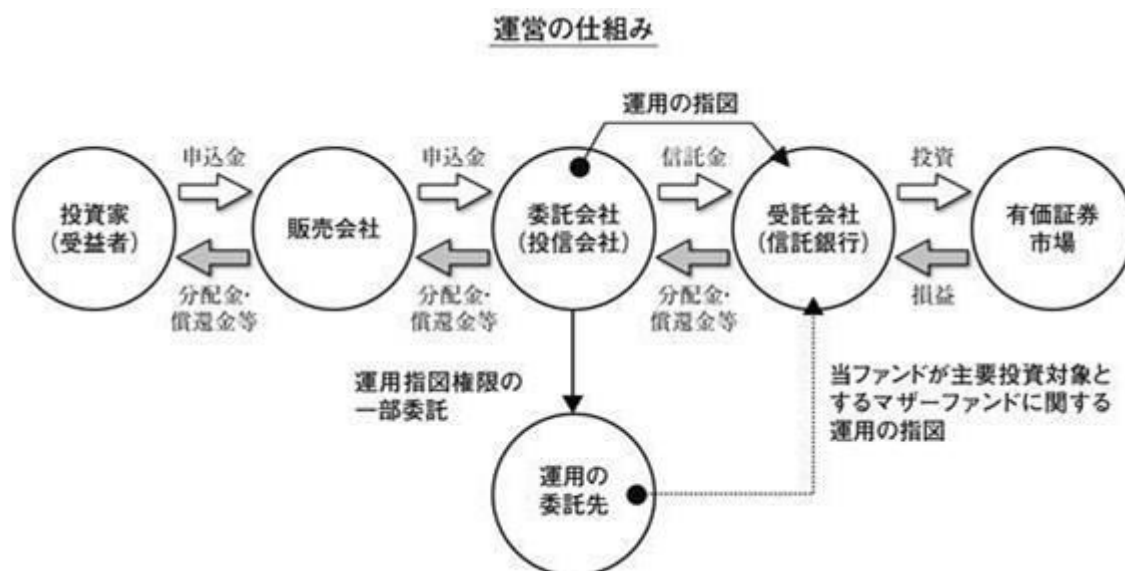 運営の仕組み
運用の指図
申込金
申込金
信託金
投資
投資家
(受益者)
販売会社
委託会社
(投信会社)
受託会社
(信託銀行)
有価証券
市場
分配金・
償還金等
分配金・
償還金等
分配金・
償還金等
損益
運用指図権限の
一部委託
当ファンドが主要投資対象と
するマザーファンドに関する
運用の指図
運用の
委託先